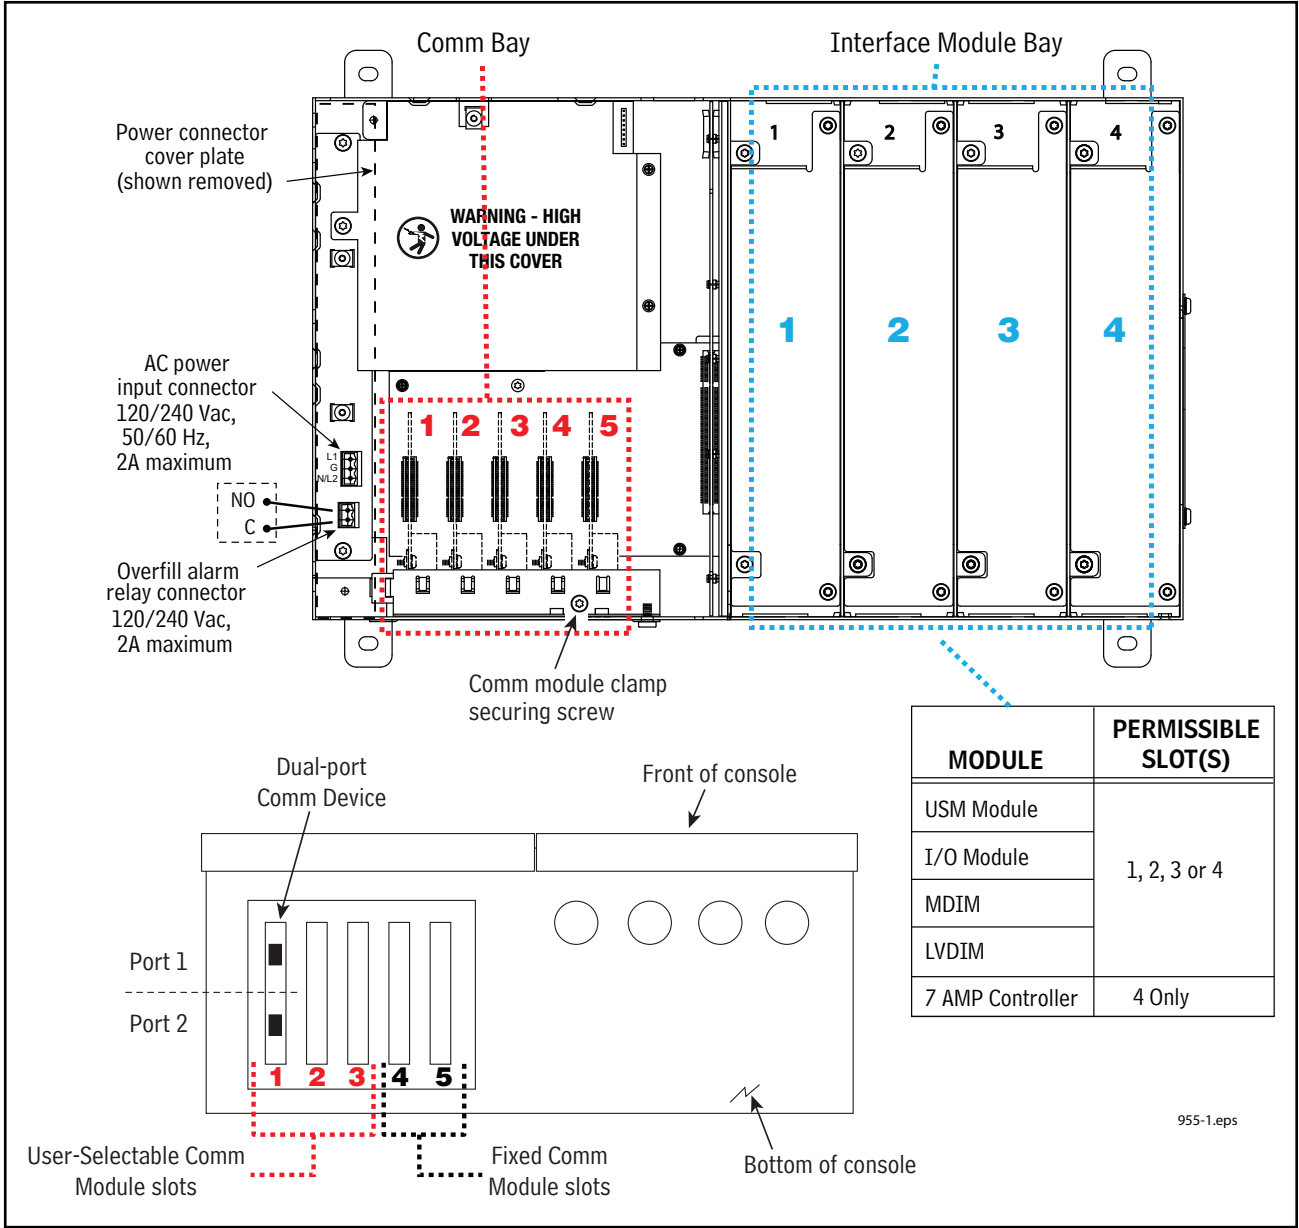 Comm Bay
Interface Module Bay
Power connector
cover plate
(shown removed)
1
2
3
4
WARNING - HIGH
VOLTAGE UNDER
THIS COVER
1
2
3
4
AC power
input connector
120/240 Vac,
50/60 Hz,
2A maximum
L1
G
N/L2
1
2
3
4
5
NO
C
Overfill alarm
relay connector
120/240 Vac,
2A maximum
Comm module clamp
securing screw
MODULE
PERMISSIBLE
SLOT(S)
USM Module
I/O Module
MDIM
LVDIM
1, 2, 3 or 4
7 AMP Controller
4 Only
Dual-port
Comm Device
Front of console
Port 1
Port 2
1
2
3
4
5
User-Selectable Comm
Module slots
Fixed Comm
Module slots
Bottom of console
955-1.eps